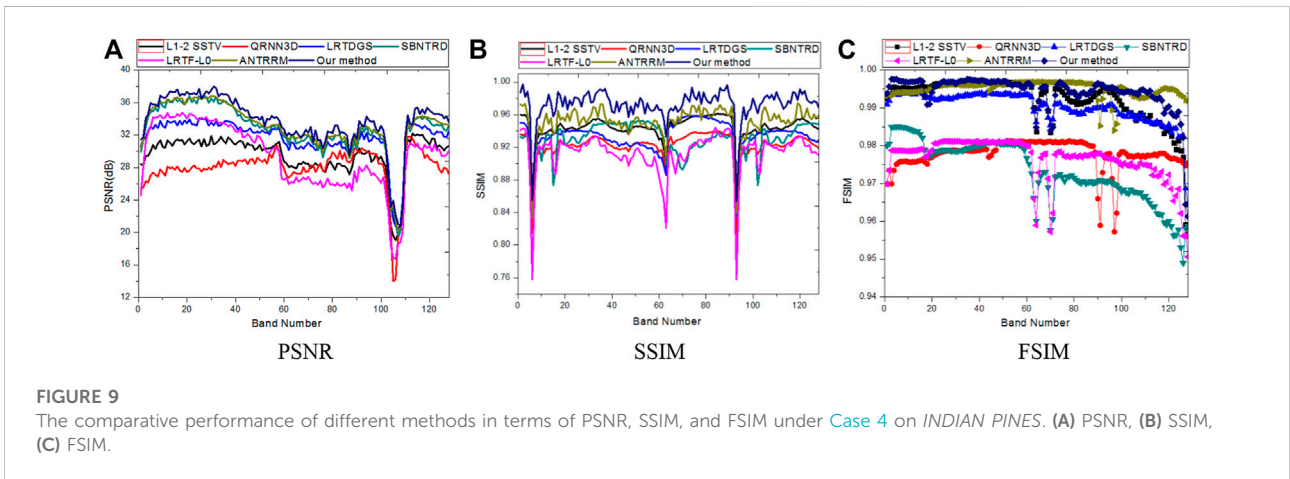 A
L1-2 SSTV QRNN3D LRTDGS SBNTRD
LRTF-L0 ANTRRM Our method
PSNR(dB)
40
36
32
28
24
20
16
12
0 20 40 60 80 100 120
Band Number
PSNR
B
L1-2 SSTV QRNN3D LRTDGS SBNTRD
LRTF-L0 ANTRRM Our method
SSIM
1.00
0.96
0.92
0.88
0.84
0.80
0.76
0 20 40 60 80 100 120
Band Number
SSIM
C
L1-2 SSTV QRNN3D LRTDGS SBNTRD
LRTF-L0 ANTRRM Our method
FSIM
1.00
0.99
0.98
0.97
0.96
0.95
0.94
0 20 40 60 80 100 120
Band Number
FSIM
FIGURE 9
The comparative performance of different methods in terms of PSNR, SSIM, and FSIM under Case 4 on INDIAN PINES. (A) PSNR, (B) SSIM,
(C) FSIM.